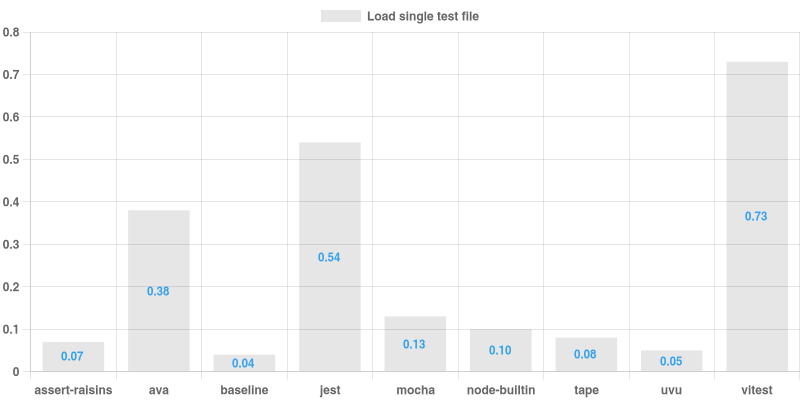 Load single test file
0.8
0.7
0.6
0.5
0.4
0.3
0.2
0.1
0
0.07
0.38
0.04
0.54
0.13
0.10
0.08
0.05
0.73
assert-raisins
ava
baseline
jest
mocha
node-builtin
tape
uvu
vitest